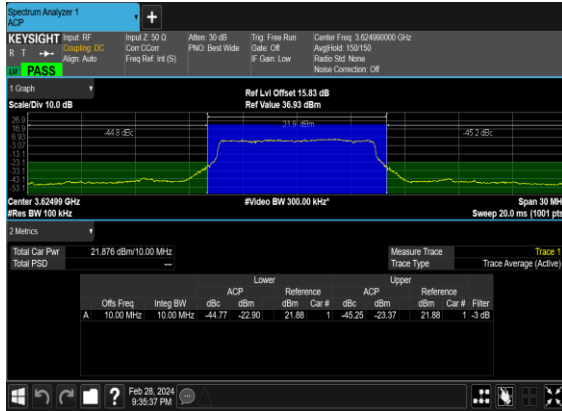 Spectrum Analyzer 1
ACP
+
KEYSIGHT Input: RF Input Z: 50 Ω Atten: 30 dB Trig: Free Run Center Freq: 3.624990000 GHz
R T Coupling: DC Corr CCorr PNO: Best Wide Gate: Off Avg|Hold: 150/150
Align: Auto Freq Ref: Int (S) IF Gain: Low Radio Std: None
LXI PASS Noise Correction: Off
1 Graph
Scale/Div 10.0 dB
Ref Lvl Offset 15.83 dB
Ref Value 36.93 dBm
26.9
16.9
6.93
-3.07
-13.1
-23.1
-33.1
-43.1
-53.1
-44.8 dBc
21.9 dBm
-45.2 dBc
Center 3.62499 GHz #Video BW 300.00 kHz* Span 30 MH
#Res BW 100 kHz Sweep 20.0 ms (1001 pts
2 Metrics
Total Car Pwr 21.876 dBm/10.00 MHz Measure Trace Trace 1
Total PSD --- Trace Type Trace Average (Active)
Lower Upper
ACP Reference ACP Reference
Offs Freq Integ BW dBc dBm dBm Car # dBc dBm dBm Car # Filter
A 10.00 MHz 10.00 MHz -44.77 -22.90 21.88 1 -45.25 -23.37 21.88 1 -3 dB
? Feb 28, 2024
9:35:37 PM